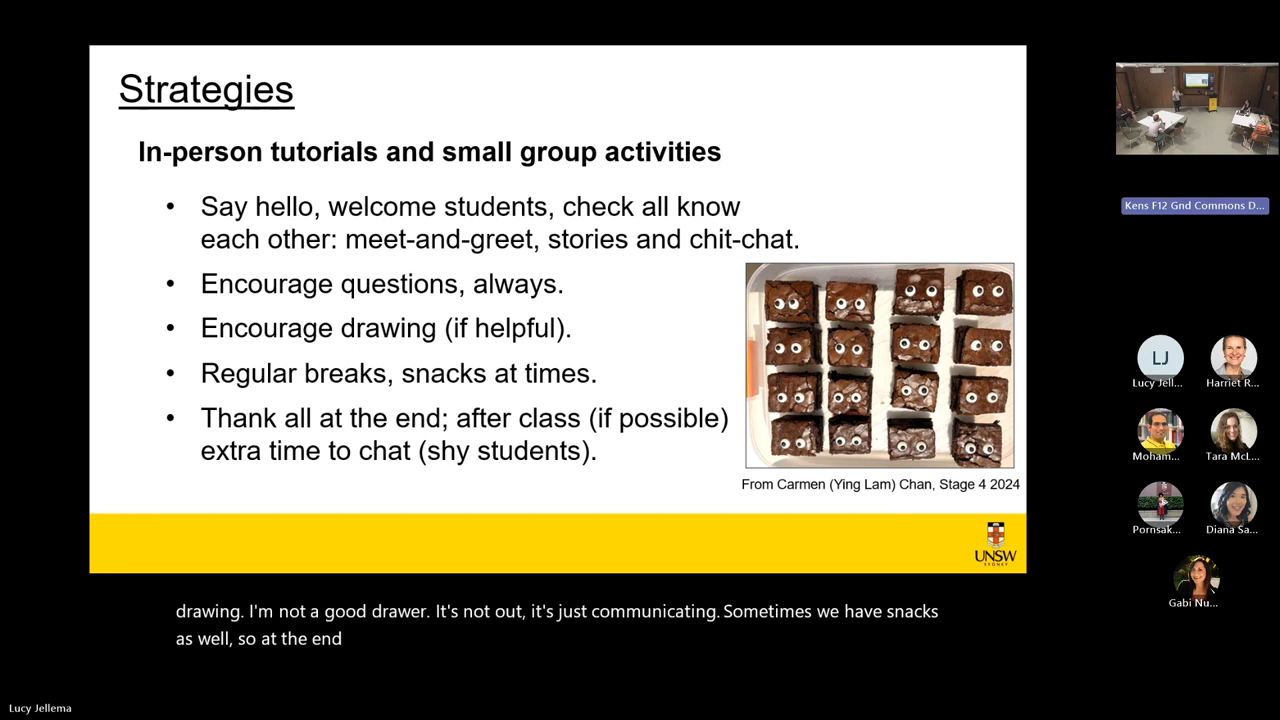 Strategies
In-person tutorials and small group activities
• Say hello, welcome students, check all know
each other: meet-and-greet, stories and chit-chat.
• Encourage questions, always.
• Encourage drawing (if helpful).
• Regular breaks, snacks at times.
• Thank all at the end; after class (if possible)
extra time to chat (shy students).
From Carmen (Ying Lam) Chan, Stage 4 2024
UNSW
SYDNEY
drawing. I'm not a good drawer. It's not out, it's just communicating. Sometimes we have snacks
as well, so at the end
Lucy Jellema
Kens F12 Gnd Commons D...
LJ
Lucy Jell...
Harriet R...
Moham...
Tara McL...
Pornsak...
Diana Sa...
Gabi Nu...